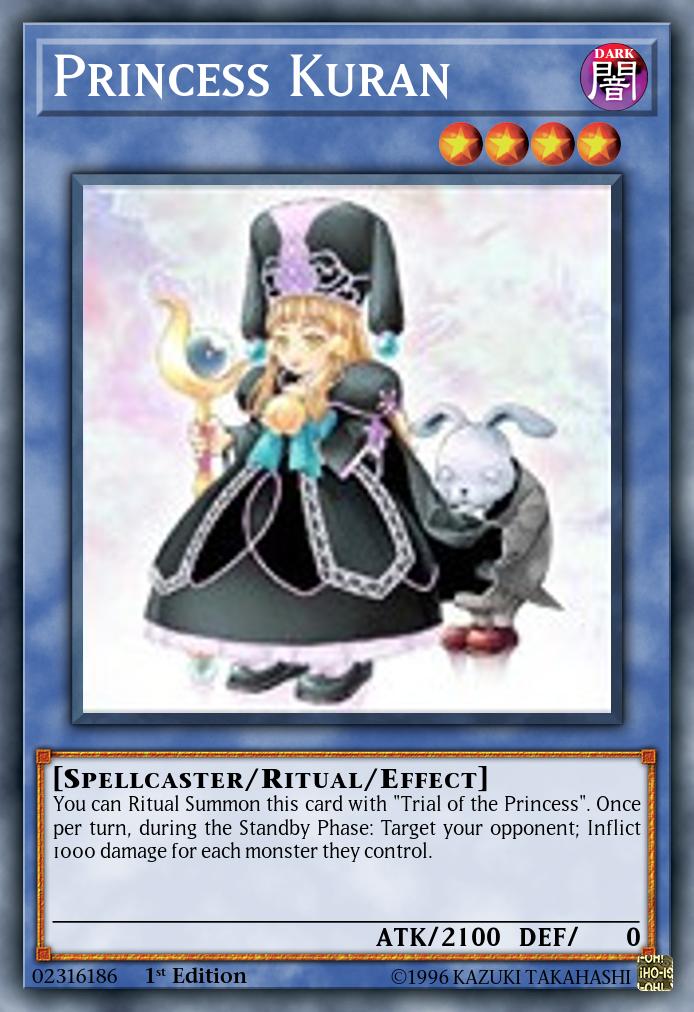 Princess Kuran
DARK
闇
[Spellcaster/Ritual/Effect]
You can Ritual Summon this card with "Trial of the Princess". Once
per turn, during the Standby Phase: Target your opponent; Inflict
1000 damage for each monster they control.
ATK/2100 DEF/ 0
02316186 1st Edition ©1996 KAZUKI TAKAHASHI